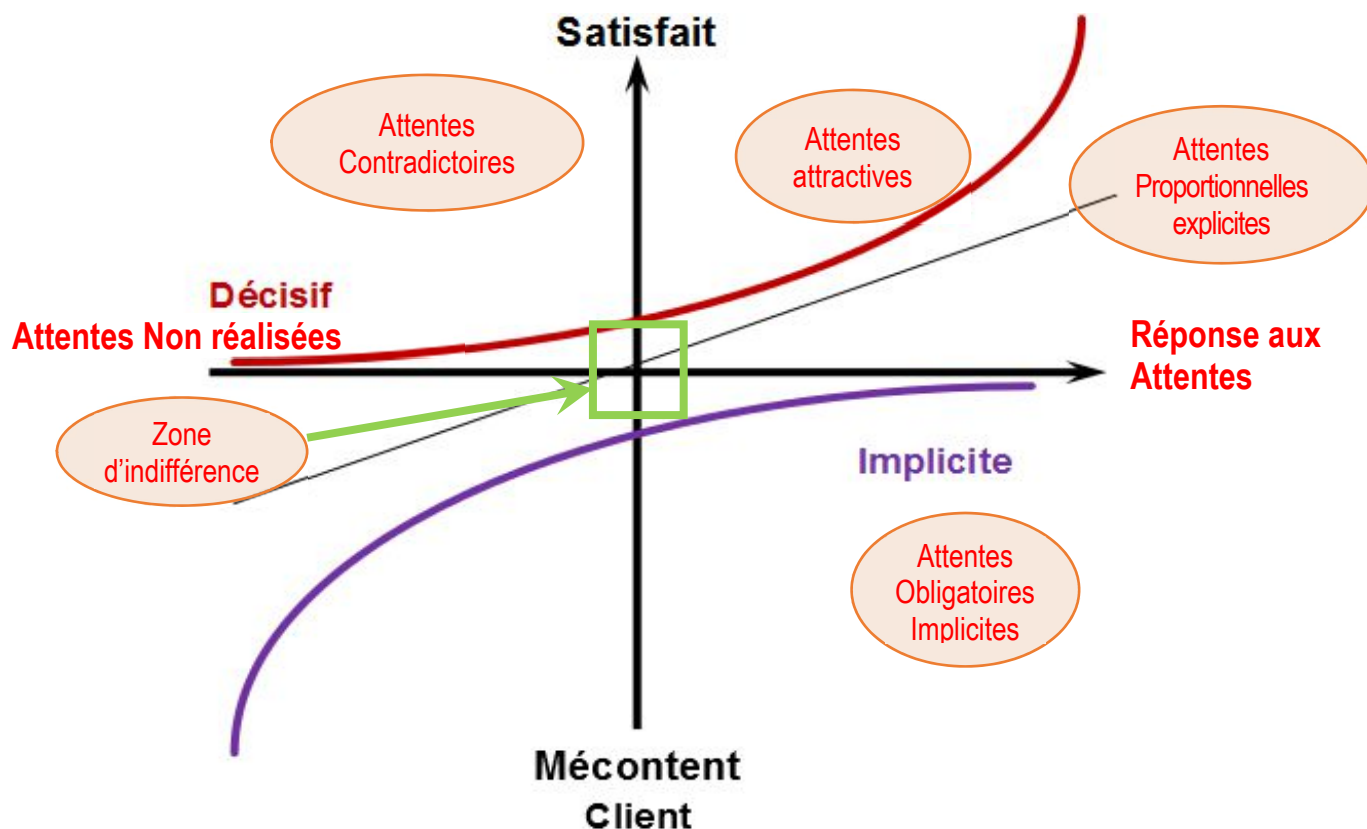 Satisfait
Attentes
Contradictoires
Attentes
attractives
Attentes
Proportionnelles
explicites
Décisif
Attentes Non réalisées
Réponse aux
Attentes
Zone
d'indifférence
Implicite
Attentes
Obligatoires
Implicites
Mécontent
Client